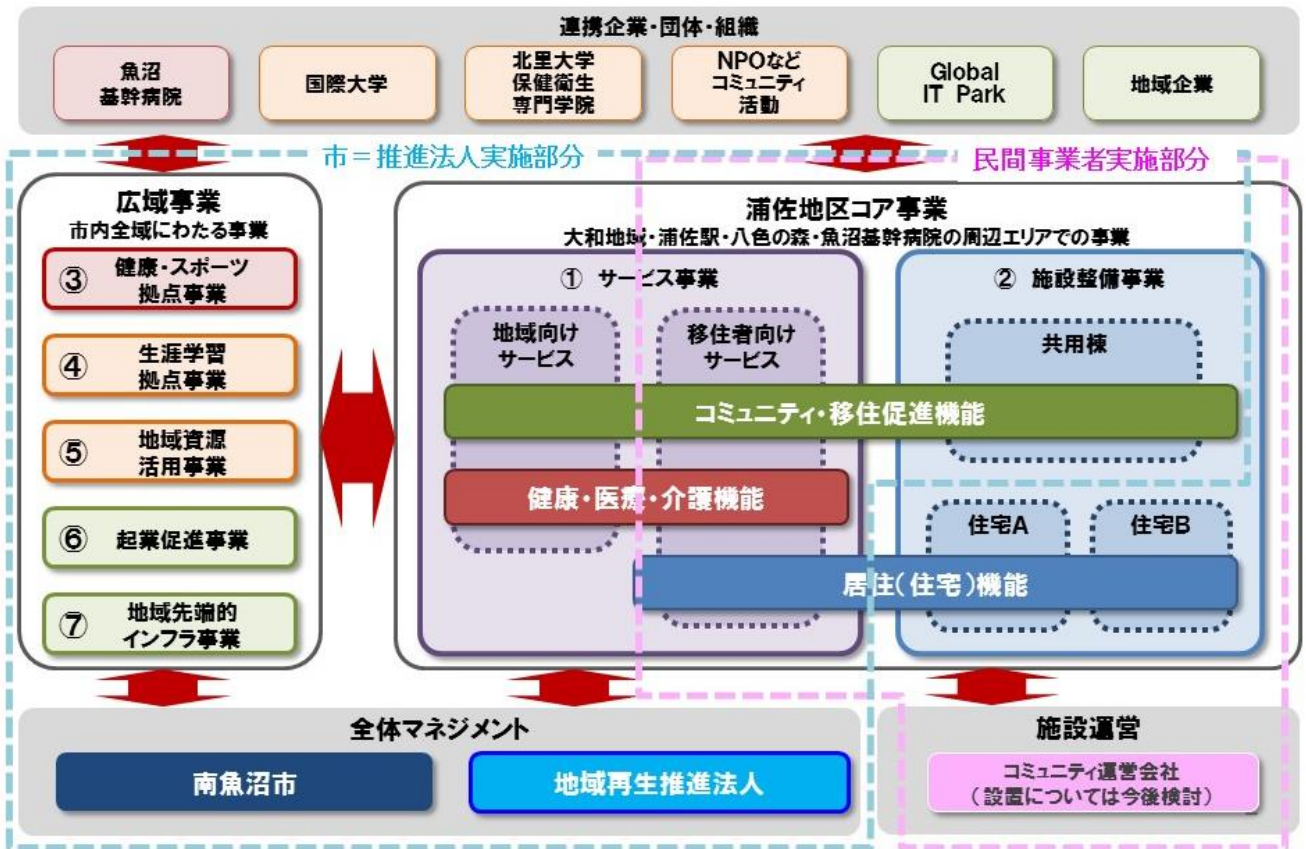 連携企業・団体・組織
魚沼
基幹病院
国際大学
北里大学
保健衛生
専門学院
NPOなど
コミュニティ
活動
Global
IT Park
地域企業
市=推進法人実施部分
民間事業者実施部分
広域事業
市内全域にわたる事業
③ 健康・スポーツ
拠点事業
④ 生涯学習
拠点事業
⑤ 地域資源
活用事業
⑥ 起業促進事業
⑦ 地域先端的
インフラ事業
浦佐地区コア事業
大和地域・浦佐駅・八色の森・魚沼基幹病院の周辺エリアでの事業
① サービス事業
地域向け
サービス
移住者向け
サービス
② 施設整備事業
共用棟
コミュニティ・移住促進機能
健康・医療・介護機能
住宅A
住宅B
居住(住宅)機能
全体マネジメント
南魚沼市
地域再生推進法人
施設運営
コミュニティ運営会社
(設置については今後検討)